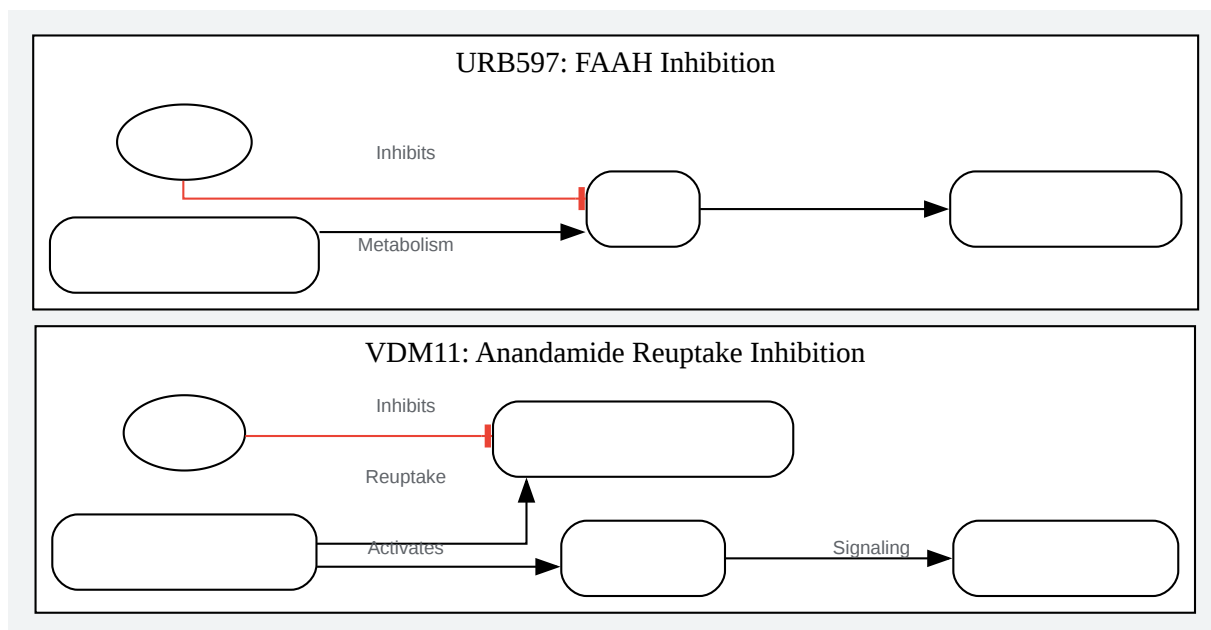 URB597: FAAH Inhibition
Inhibits
Metabolism
VDM11: Anandamide Reuptake Inhibition
Inhibits
Reuptake
Activates
Signaling